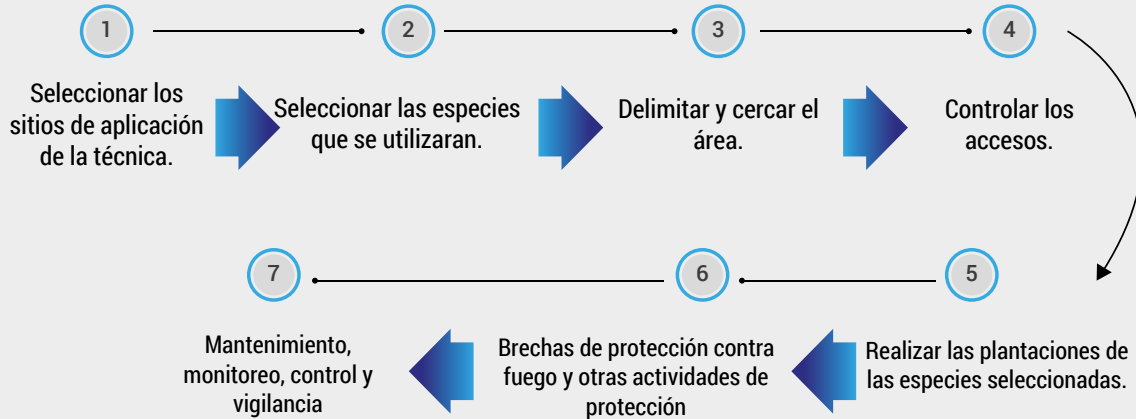 1
2
3
4
Seleccionar los
sitios de aplicación
de la técnica.
Seleccionar las especies
que se utilizaran.
Delimitar y cercar el
área.
Controlar los
accesos.
5
6
7
Realizar las plantaciones de
las especies seleccionadas.
Brechas de protección contra
fuego y otras actividades de
protección
Mantenimiento,
monitoreo, control y
vigilancia